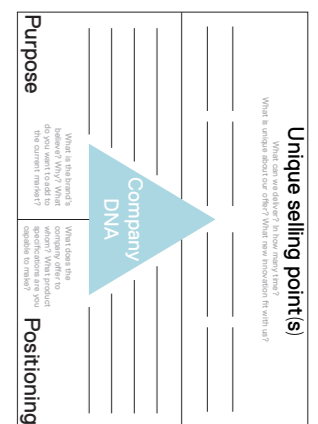 Unique selling point(s)
What can we deliver? In how many time?
What is unique about our offer? What new innovation fit with us?
Company
DNA
Purpose
What is the brand's
believe? Why? What
do you want to add to
the current market?
What does the
company offer to
whom? What product
specifications are you
capable to make?
Positioning